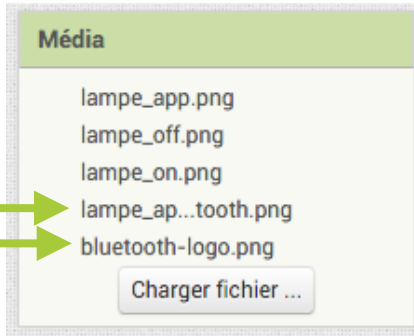 Média
lampe_app.png
lampe_off.png
lampe_on.png
lampe_ap...tooth.png
bluetooth-logo.png
Charger fichier ...